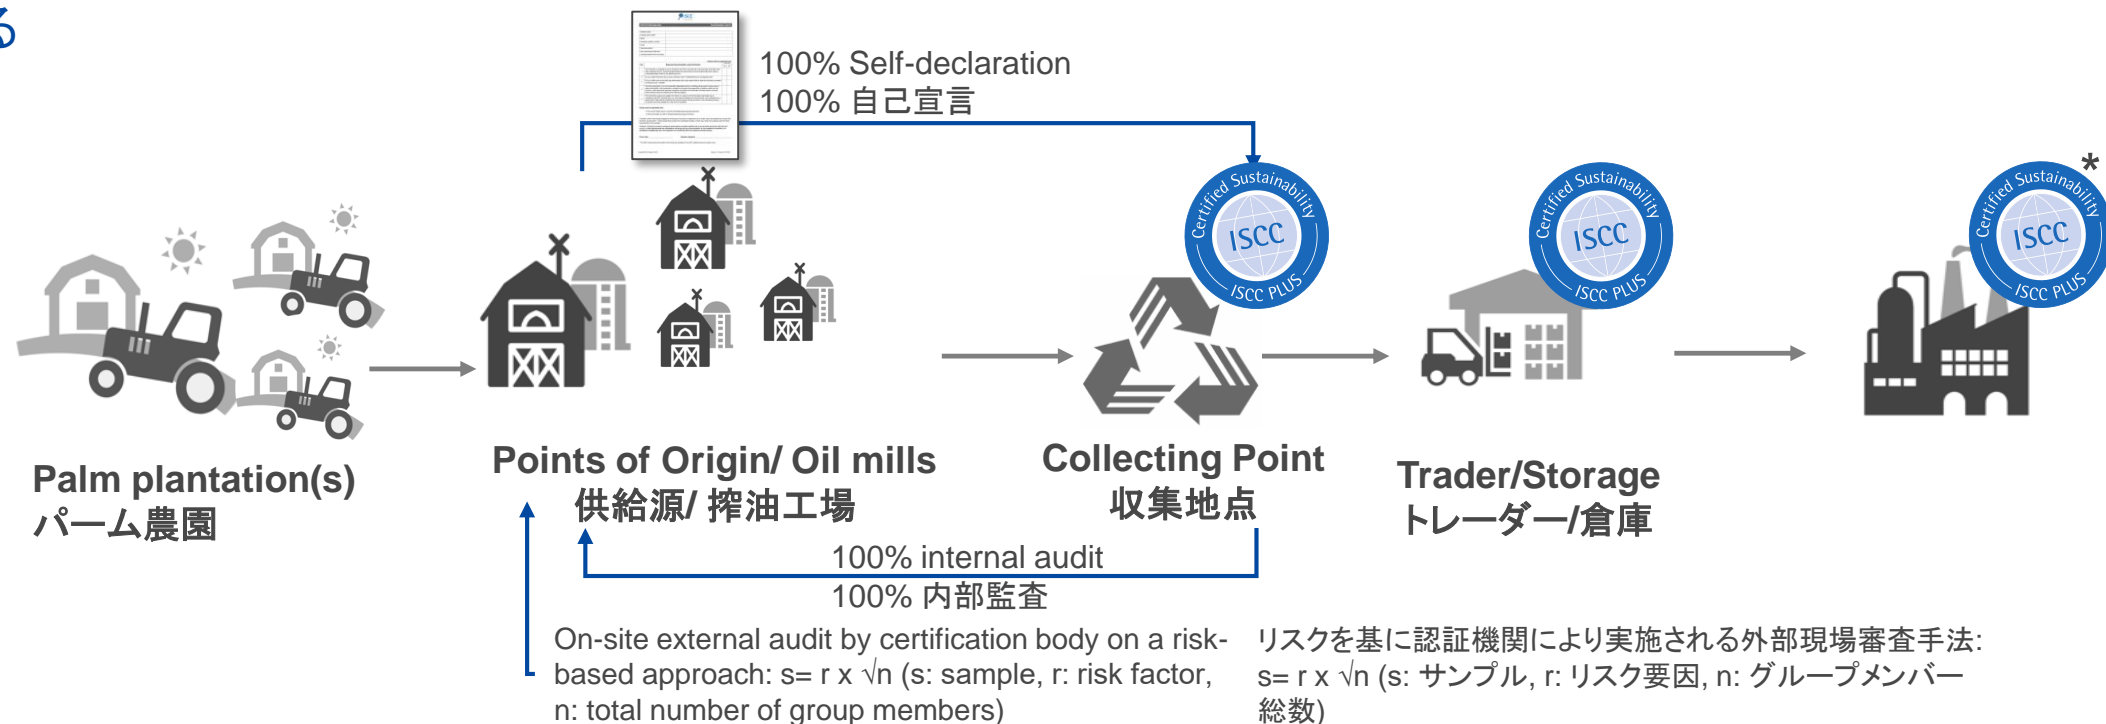 る
100% Self-declaration
100% 自己宣言
Certified Sustainability
ISCC
ISCC PLUS
Certified Sustainability
ISCC
ISCC PLUS
*
Certified Sustainability
ISCC
ISCC PLUS
Palm plantation(s)
パーム農園
Points of Origin/ Oil mills
供給源/ 搾油工場
Collecting Point
収集地点
Trader/Storage
トレーダー/倉庫
100% internal audit
100% 内部監査
On-site external audit by certification body on a risk-
based approach: s= r x √n (s: sample, r: risk factor,
n: total number of group members)
リスクを基に認証機関により実施される外部現場審査手法:
s= r x √n (s: サンプル, r: リスク要因, n: グループメンバー
総数)